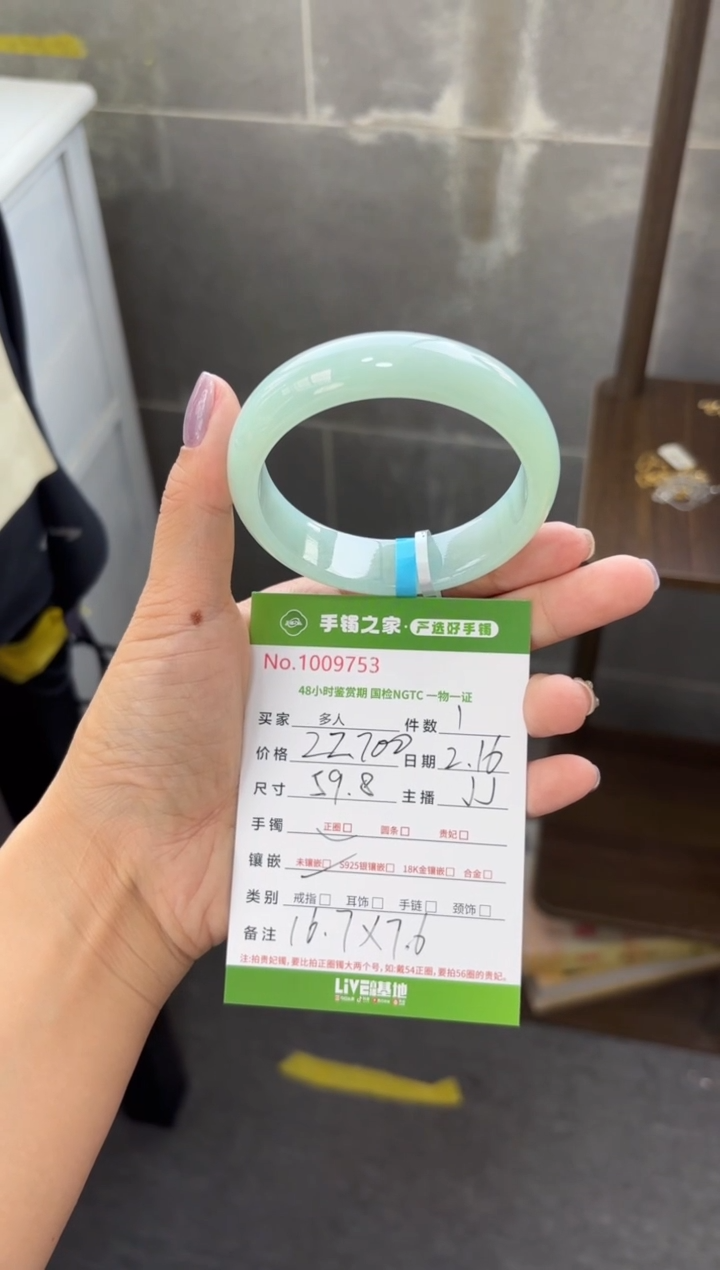 手镯之家·严选好手镯
No.1009753
48小时鉴赏期 国检NGTC 一物一证
买家 多人 件数 1
价格 22700 日期 2.16
尺寸 59.8 主播 JJ
手镯 正圈□ 圆条□ 贵妃□
镶嵌 未镶嵌□ S925银镶嵌□ 18K金镶嵌□ 合金□
类别 戒指□ 耳饰□ 手链□ 颈饰□
备注 16.7X7.6
注:拍贵妃镯,要比拍正圈镯大两个号,如:戴54正圈,要拍56圈的贵妃。
LiVE 基地